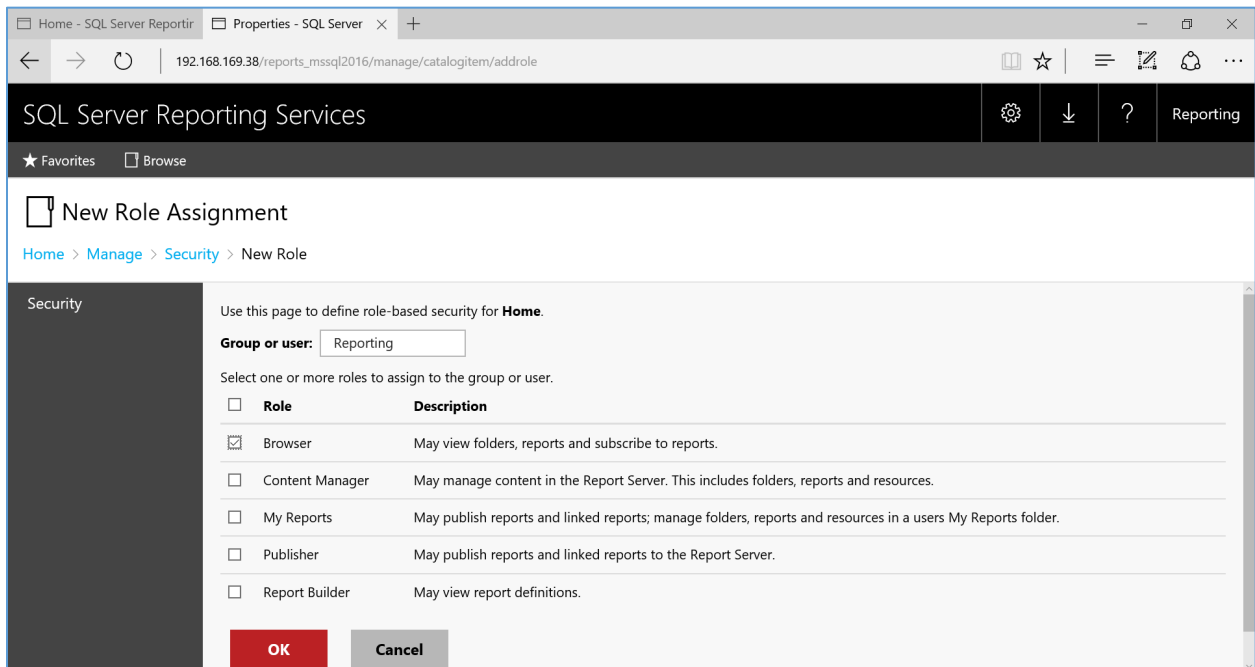 Home - SQL Server Reportir
Properties - SQL Server
192.168.169.38/reports_mssql2016/manage/catalogitem/addrole
SQL Server Reporting Services
?
Reporting
Favorites
Browse
New Role Assignment
Home > Manage > Security > New Role
Security
Use this page to define role-based security for Home.
Group or user: Reporting
Select one or more roles to assign to the group or user.
Role Description
Browser May view folders, reports and subscribe to reports.
Content Manager May manage content in the Report Server. This includes folders, reports and resources.
My Reports May publish reports and linked reports; manage folders, reports and resources in a users My Reports folder.
Publisher May publish reports and linked reports to the Report Server.
Report Builder May view report definitions.
OK Cancel